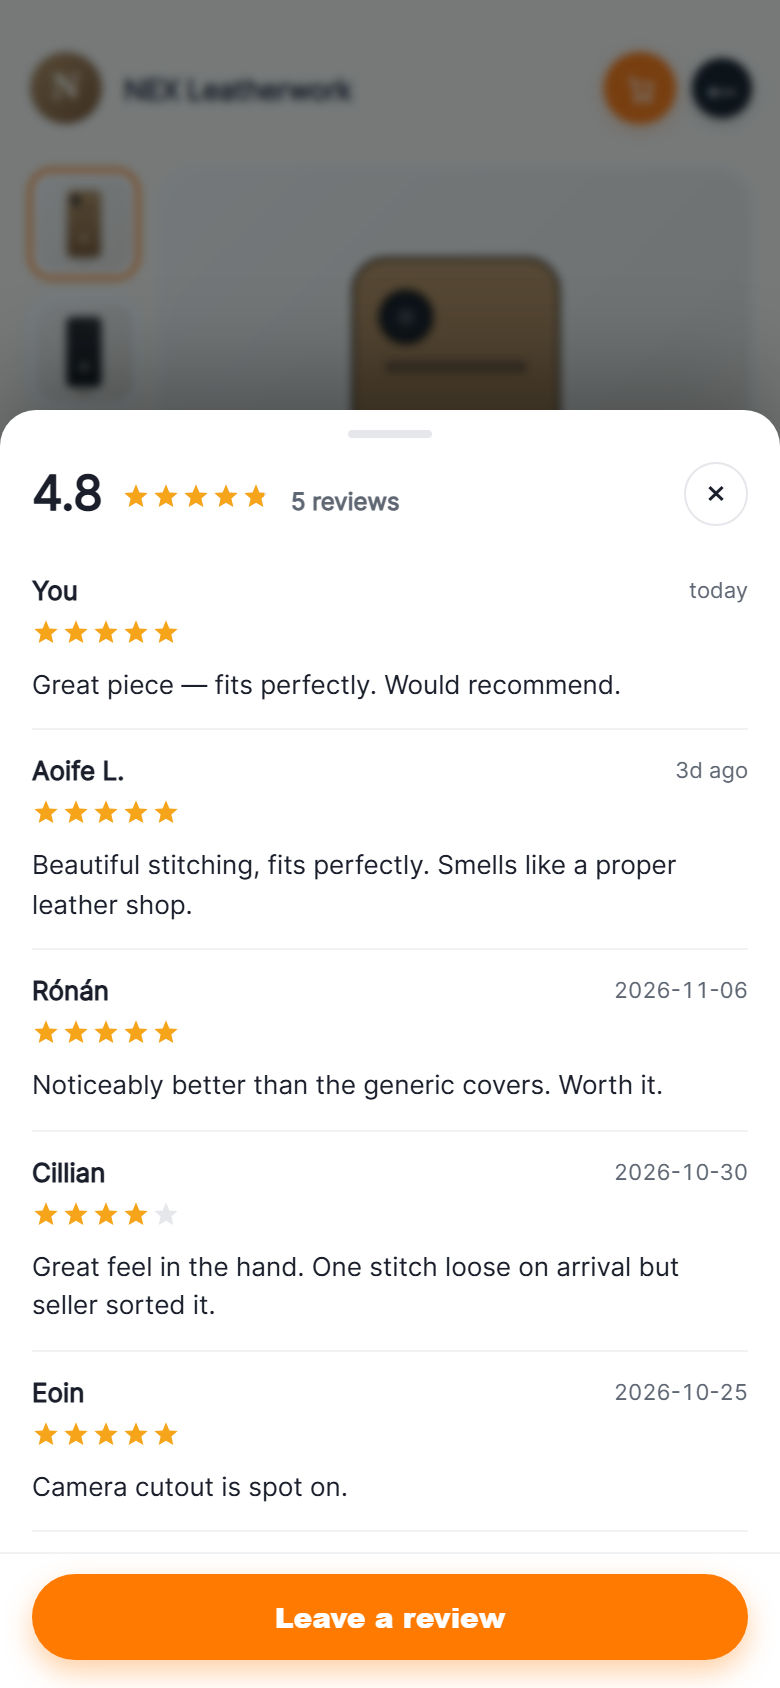 N
NEX Leatherwork
4.8 5 reviews
You today
Great piece — fits perfectly. Would recommend.
Aoife L. 3d ago
Beautiful stitching, fits perfectly. Smells like a proper
leather shop.
Rónán 2026-11-06
Noticeably better than the generic covers. Worth it.
Cillian 2026-10-30
Great feel in the hand. One stitch loose on arrival but
seller sorted it.
Eoin 2026-10-25
Camera cutout is spot on.
Leave a review